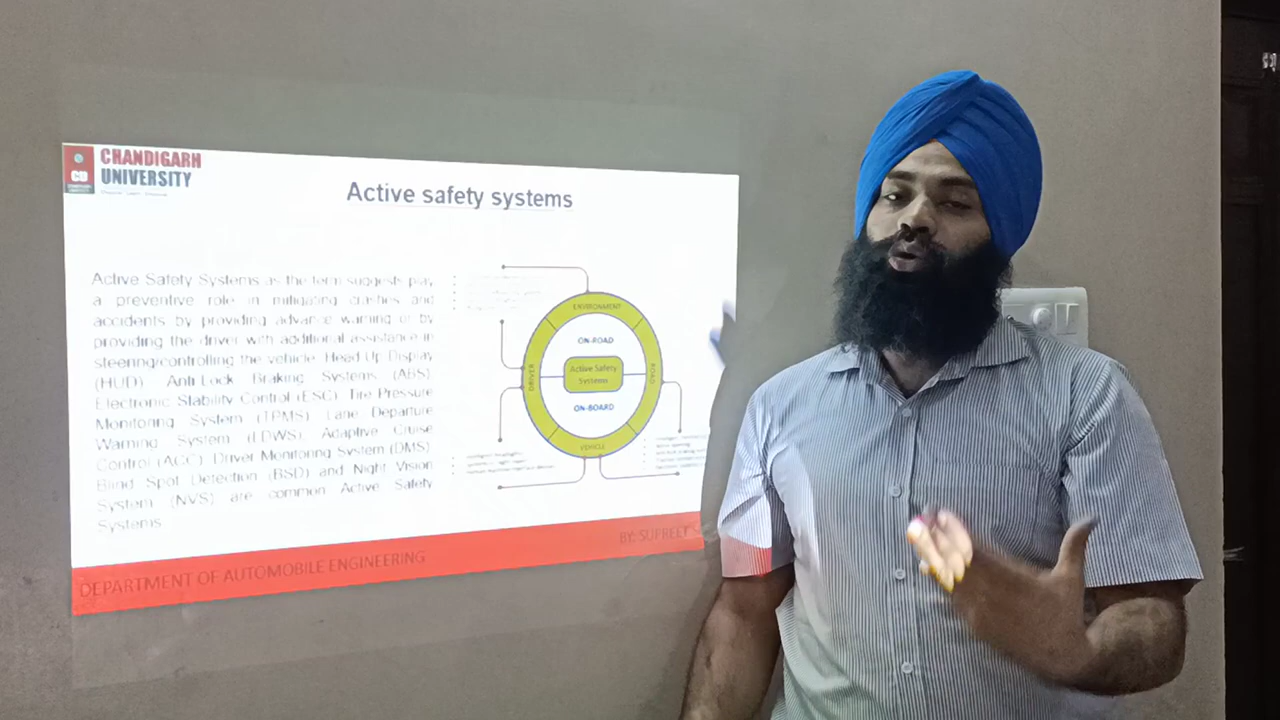 CU
CHANDIGARH
UNIVERSITY
Active safety systems
Active Safety Systems as the term suggests play
a preventive role in mitigating crashes and
accidents by providing advance warning or by
providing the driver with additional assistance in
steering/controlling the vehicle. Head Up Display
(HUD) Anti-Lock Braking Systems (ABS)
Electronic Stability Control (ESC) Tire Pressure
Monitoring System (TPMS) Lane Departure
Warning System (LDWS) Adaptive Cruise
Control (ACC) Driver Monitoring System (DMS)
Blind Spot Detection (BSD) and Night Vision
System (NVS) are common Active Safety
Systems
ENVIRONMENT
ON-ROAD
DRIVER
Active Safety
Systems
ROAD
ON-BOARD
VEHICLE
DEPARTMENT OF AUTOMOBILE ENGINEERING
BY: SUPREET